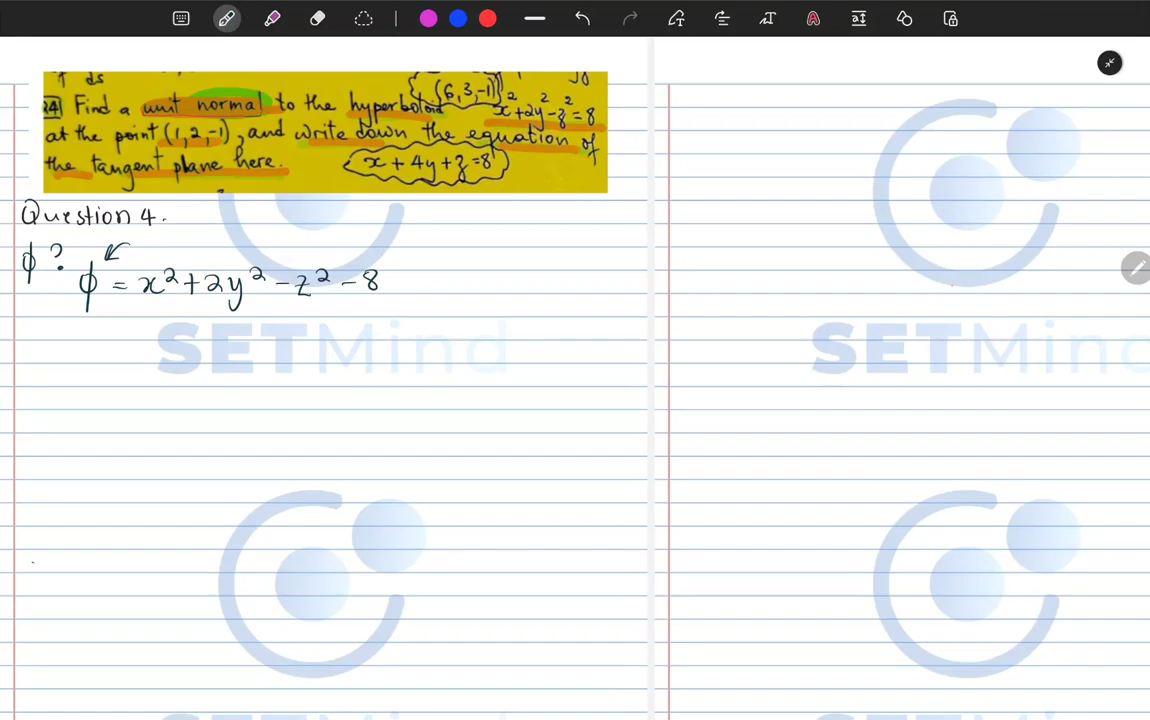 ds
24 Find a unit normal to the hyperboloid x²+2y²-z²=8
(6,3,-1)
at the point (1,2,-1), and write down the equation of
the tangent plane here. x+4y+z=8
Question 4.
ϕ?
ϕ = x²+2y²-z²-8
SETMind
SETMind